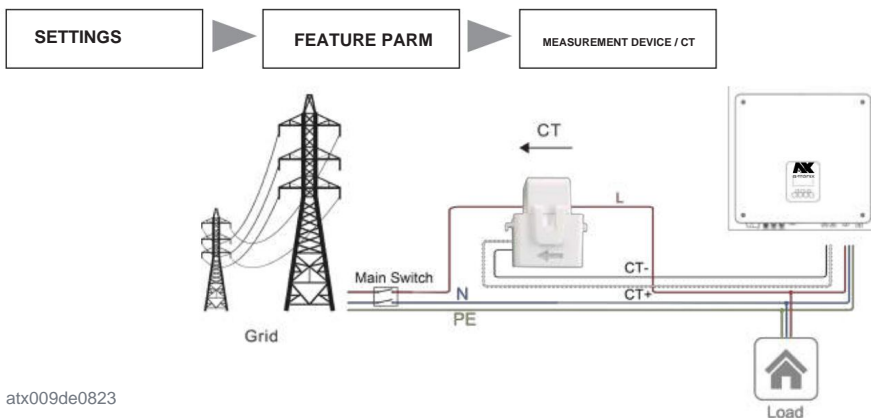 SETTINGS
FEATURE PARM
MEASUREMENT DEVICE / CT
CT
L
CT-
Main Switch
N
CT+
PE
Grid
Load
atx009de0823